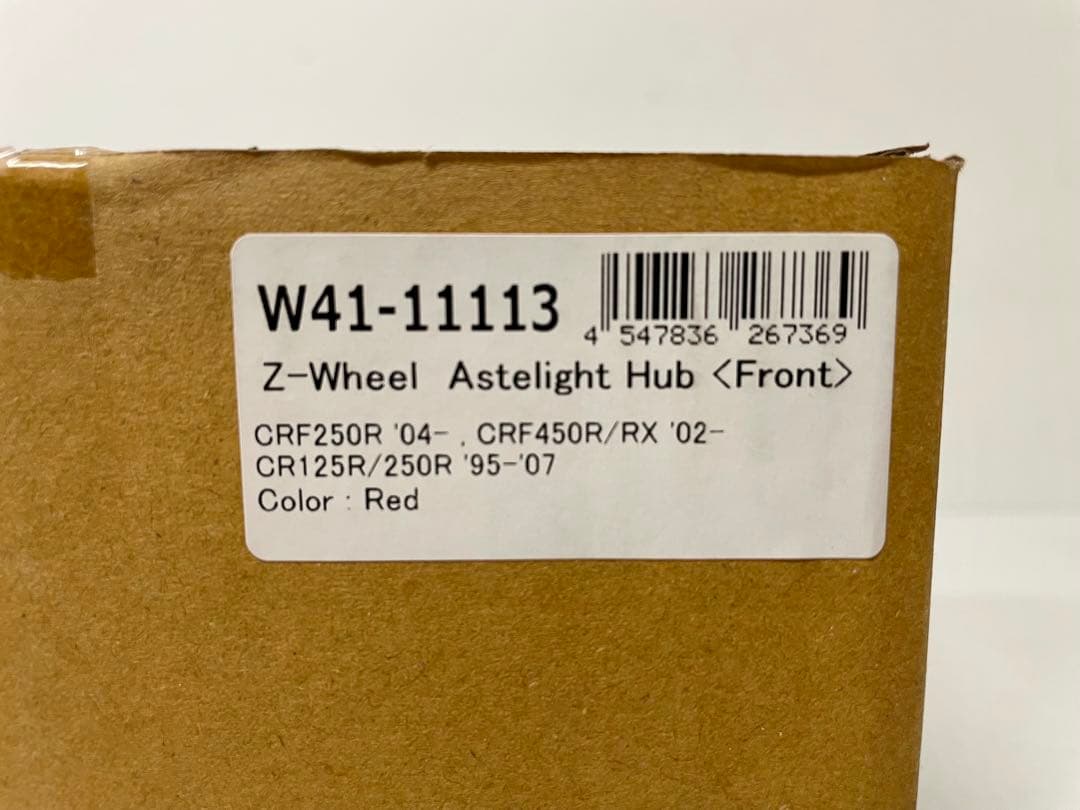 W41-11113
4 547836 267369
Z-Wheel Astelight Hub <Front>
CRF250R '04- , CRF450R/RX '02-
CR125R/250R '95-'07
Color : Red